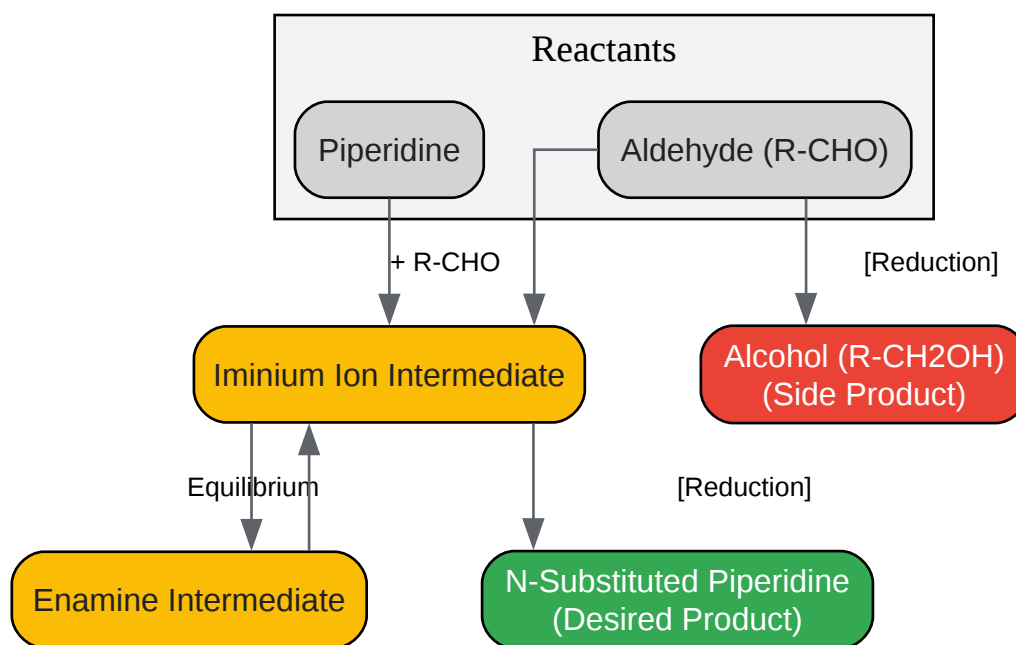 Reactants
Piperidine
Aldehyde (R-CHO)
+ R-CHO
[Reduction]
Iminium Ion Intermediate
Alcohol (R-CH2OH)
(Side Product)
Equilibrium
[Reduction]
Enamine Intermediate
N-Substituted Piperidine
(Desired Product)